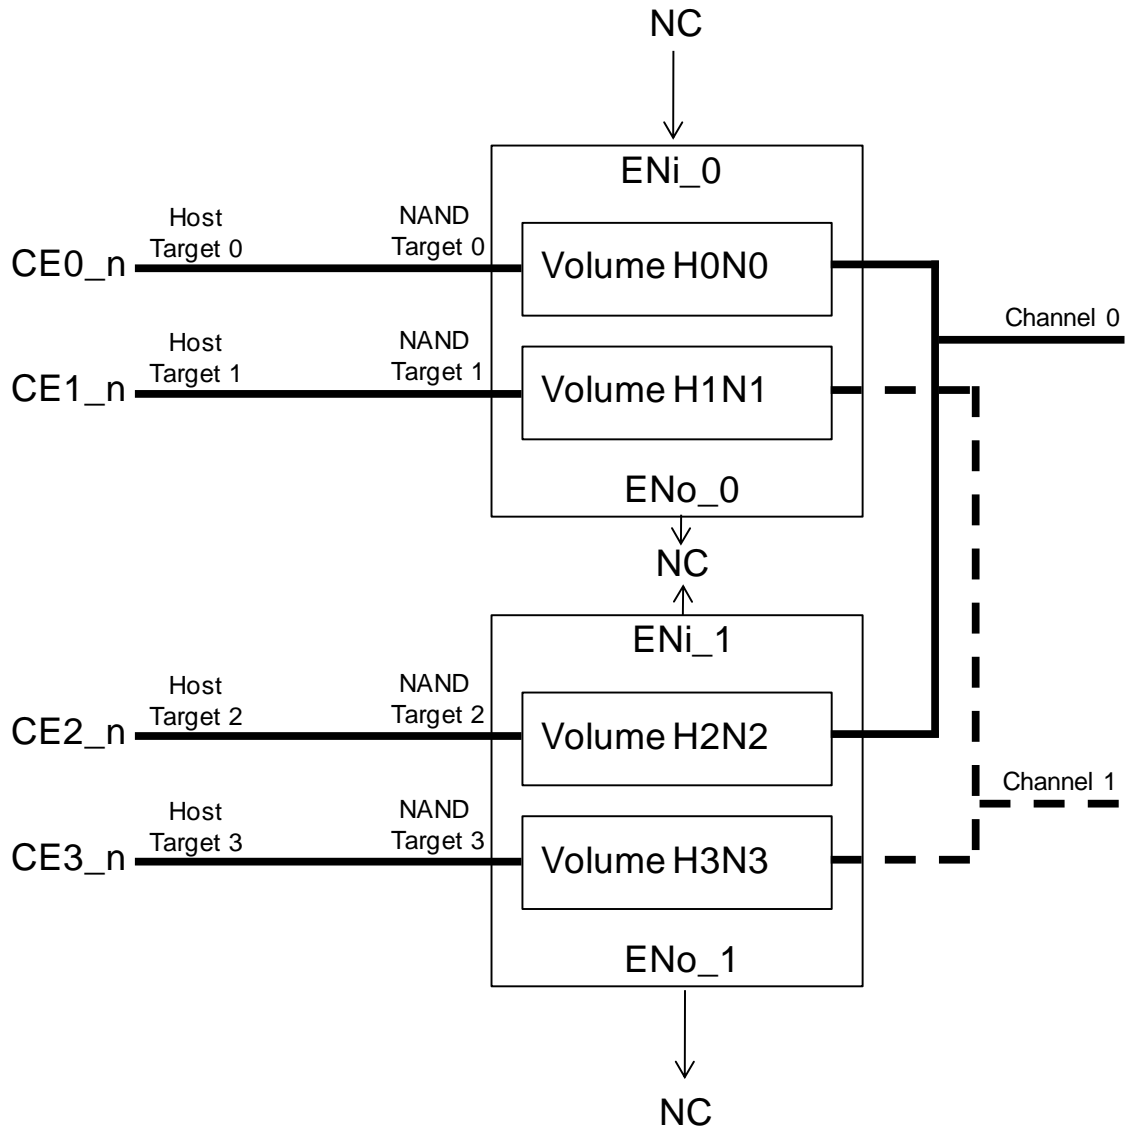 NC
ENi_0
Host
Target 0
NAND
Target 0
CE0_n
Volume H0N0
Channel 0
Host
Target 1
NAND
Target 1
CE1_n
Volume H1N1
ENo_0
NC
ENi_1
Host
Target 2
NAND
Target 2
CE2_n
Volume H2N2
Channel 1
Host
Target 3
NAND
Target 3
CE3_n
Volume H3N3
ENo_1
NC